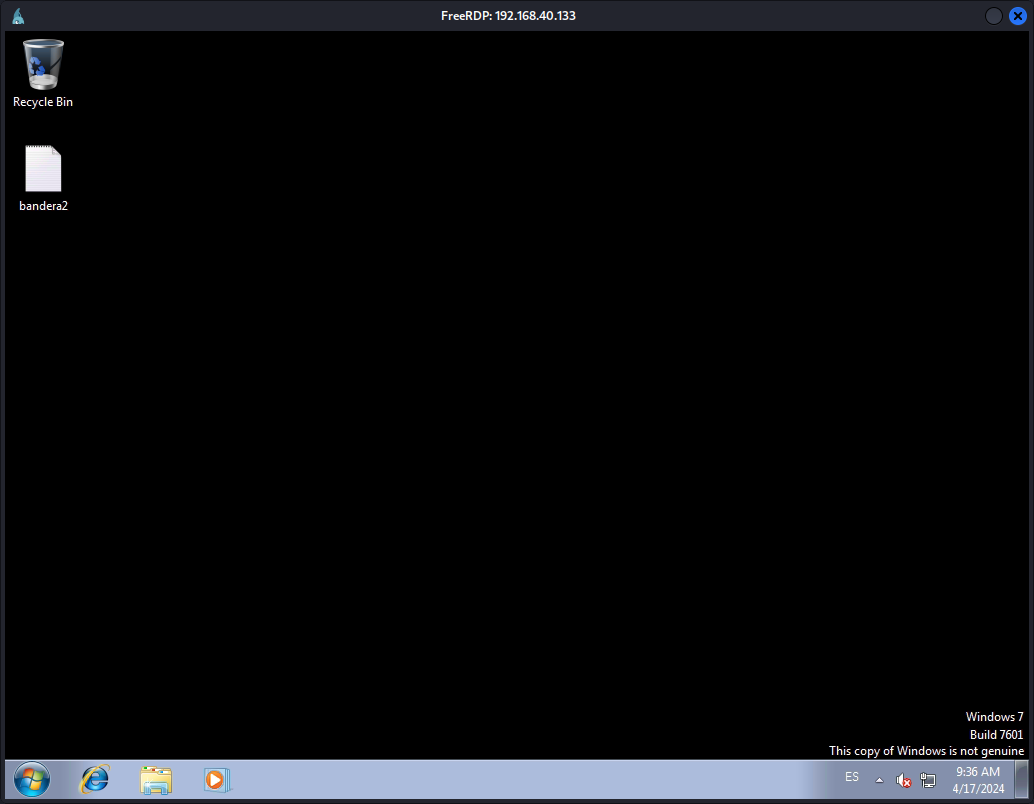 FreeRDP: 192.168.40.133
Recycle Bin
bandera2
Windows 7
Build 7601
This copy of Windows is not genuine
ES
9:36 AM
4/17/2024